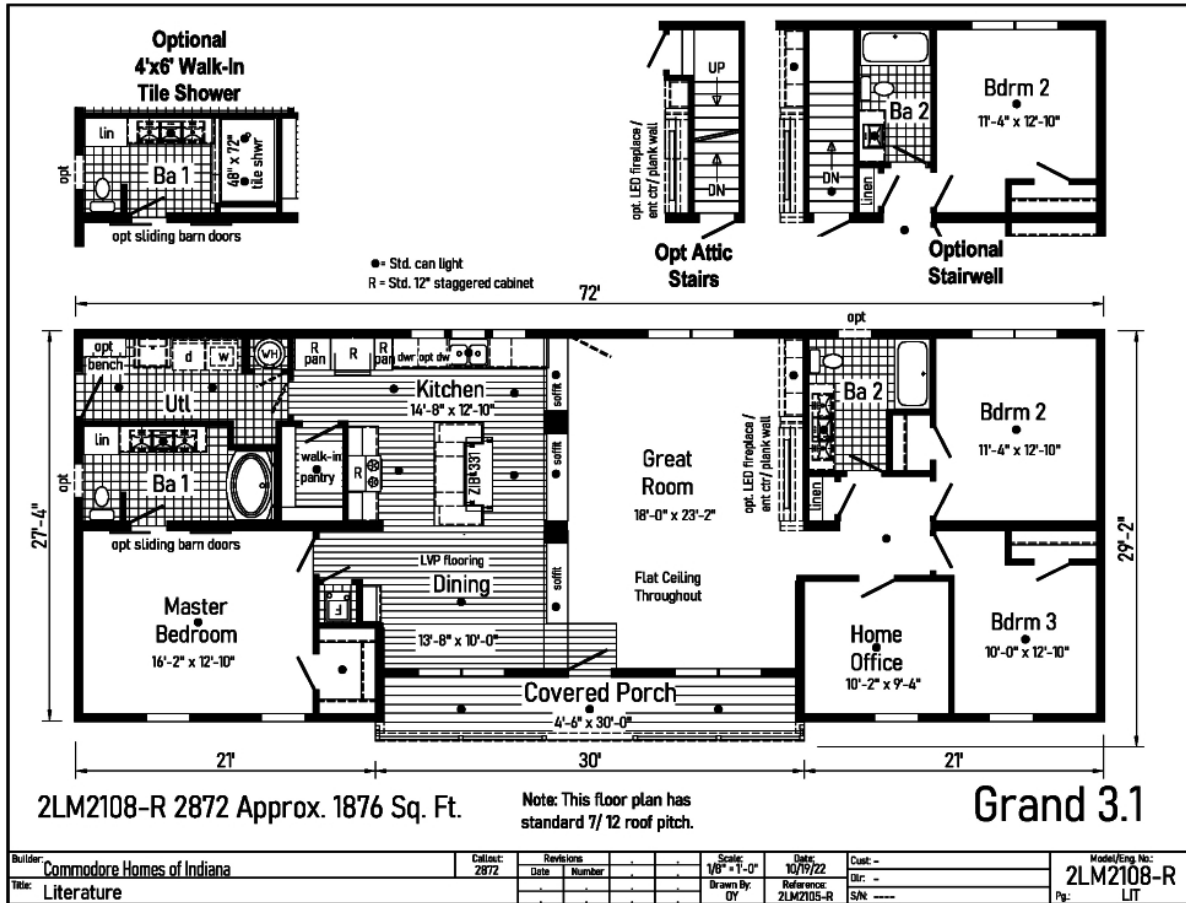 Optional
4'x6' Walk-In
Tile Shower
lin
opt
Ba 1
48" x 72"
tile shwr
opt sliding barn doors
UP
DN
opt. LED fireplace /
ent ctr/ plank wall
Opt Attic
Stairs
DN
Ba 2
linen
Bdrm 2
11'-4" x 12'-10"
Optional
Stairwell
●= Std. can light
R = Std. 12" staggered cabinet
72'
opt
opt
bench
d
w
WH
Utl
R
pan
R
R
pan
dwr
opt dw
Kitchen
14'-8" x 12'-10"
soffit
soffit
soffit
lin
opt
Ba 1
opt sliding barn doors
walk-in
pantry
R
ZIB4331
Great
Room
18'-0" x 23'-2"
Flat Ceiling
Throughout
opt. LED fireplace /
ent ctr/ plank wall
Ba 2
linen
Bdrm 2
11'-4" x 12'-10"
27'-4"
29'-2"
LVP flooring
Dining
13'-8" x 10'-0"
F
Master
Bedroom
16'-2" x 12'-10"
Home
Office
10'-2" x 9'-4"
Bdrm 3
10'-0" x 12'-10"
Covered Porch
4'-6" x 30'-0"
21'
30'
21'
2LM2108-R 2872 Approx. 1876 Sq. Ft.
Note: This floor plan has
standard 7/ 12 roof pitch.
Grand 3.1
Builder: Commodore Homes of Indiana
Title: Literature
Callout:
2872
Revisions
Date Number
Scale:
1/8" = 1'-0"
Drawn By:
OY
Date:
10/19/22
Reference:
2LM2105-R
Cust: -
Dlr: -
S/N: ----
Model/Eng. No.:
2LM2108-R
Pg.: LIT